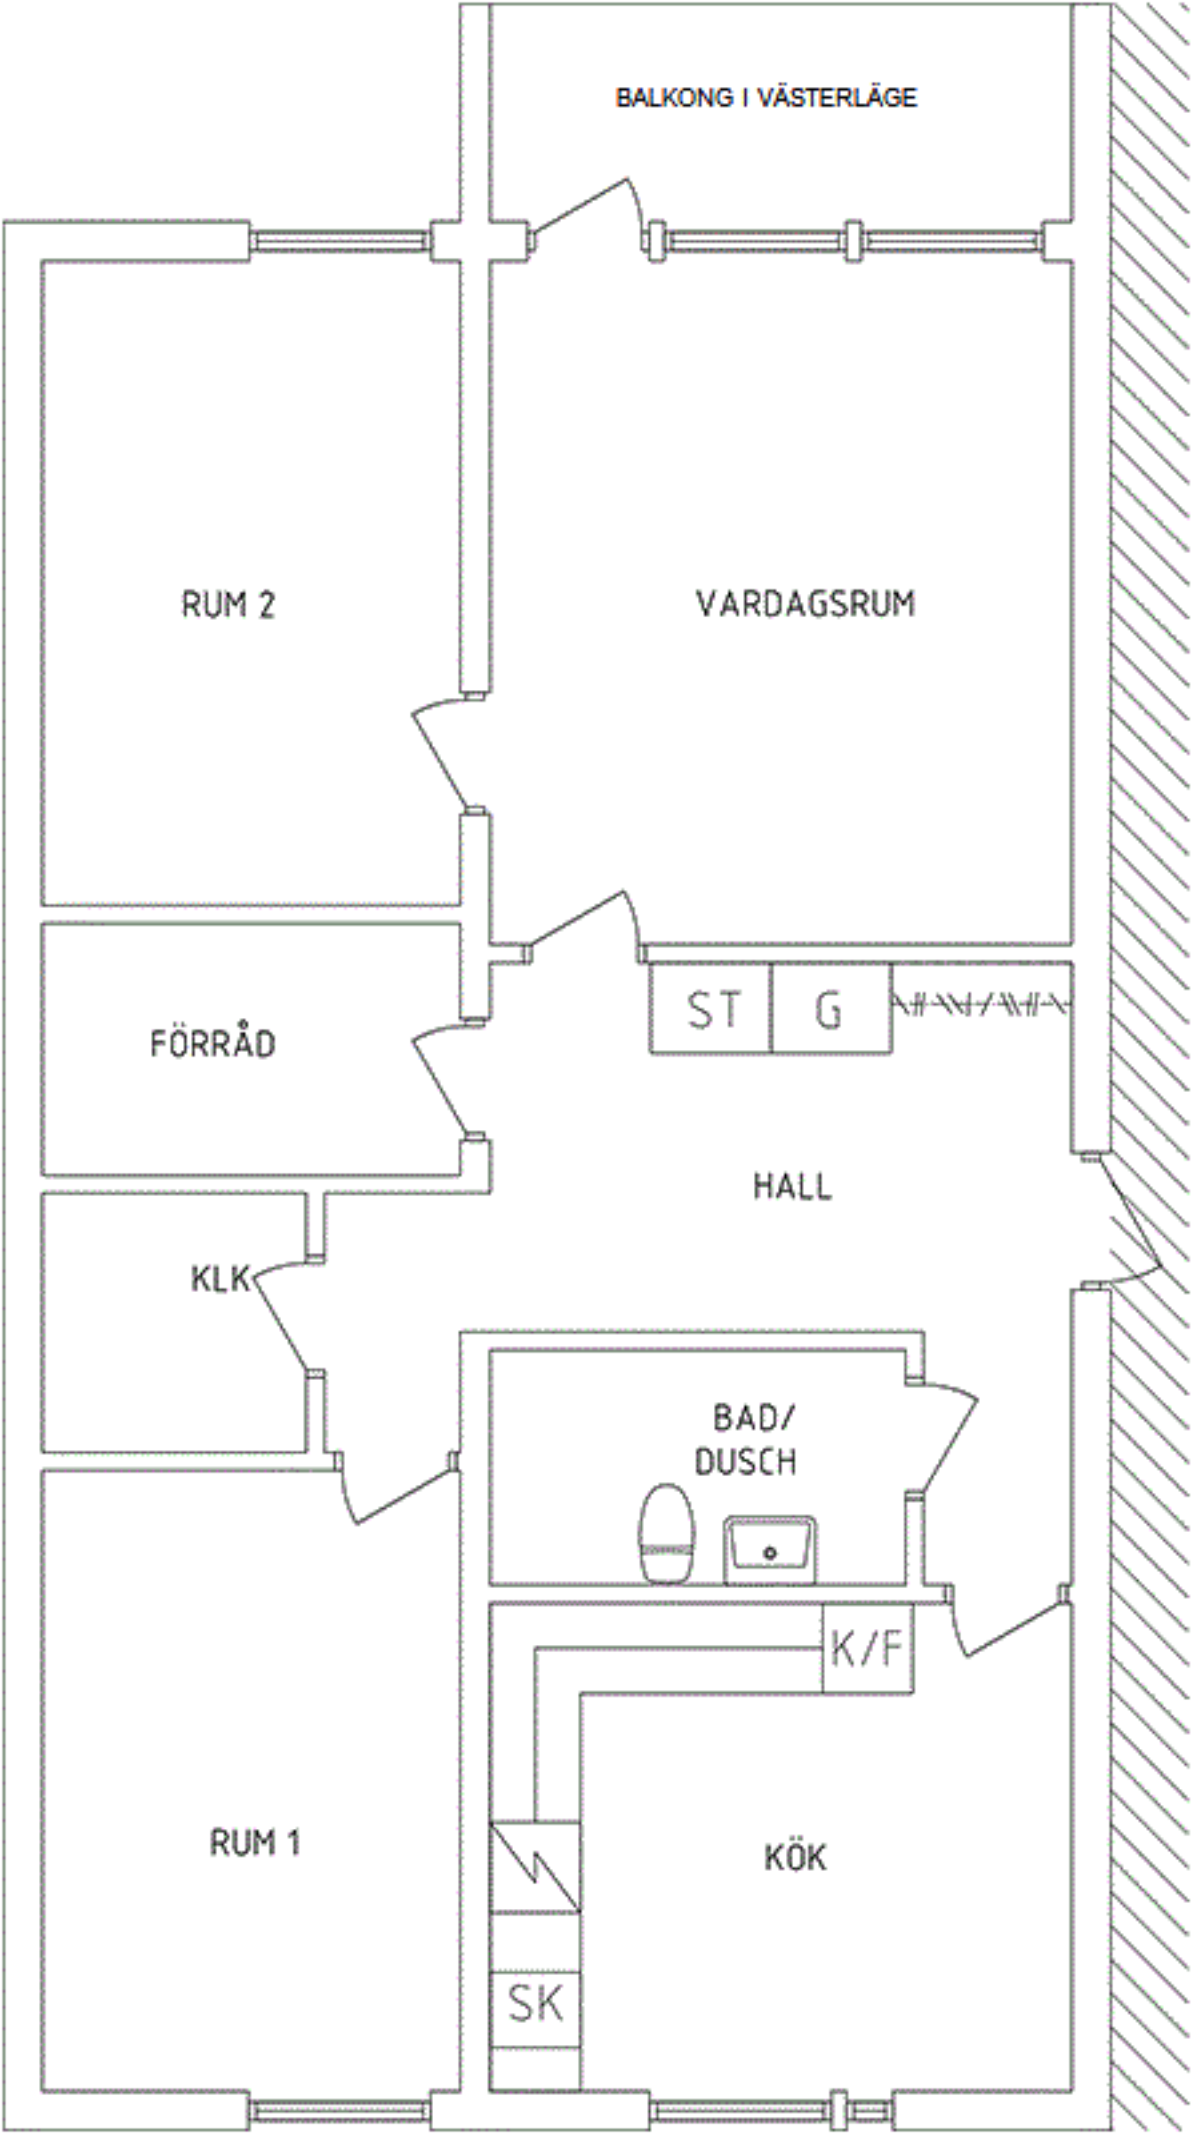 BALKONG I VÄSTERLÄGE
RUM 2
VARDAGSRUM
ST
G
FÖRRÅD
HALL
KLK
BAD/
DUSCH
K/F
RUM 1
KÖK
SK